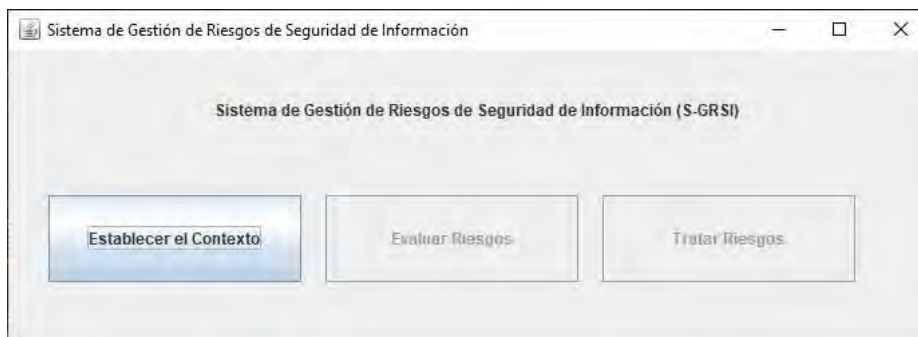 Sistema de Gestión de Riesgos de Seguridad de Información
Sistema de Gestión de Riesgos de Seguridad de Información (S-GRSI)
Establecer el Contexto
Evaluar Riesgos
Tratar Riesgos